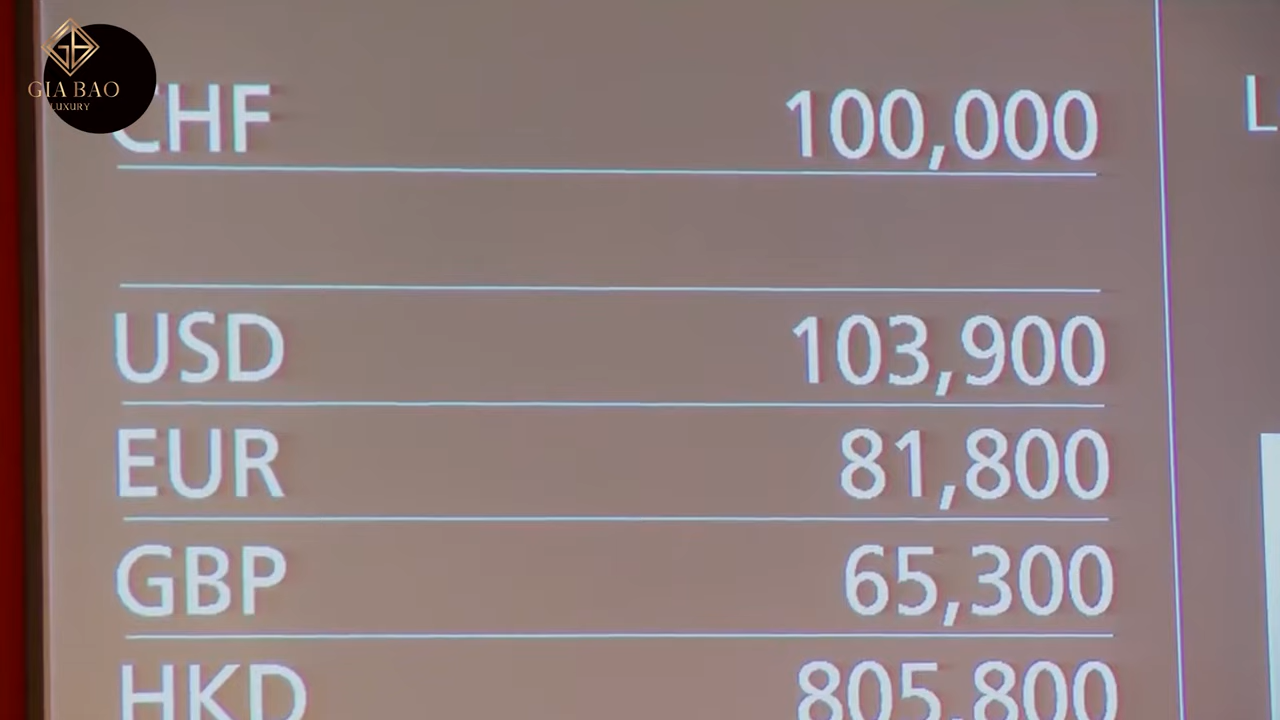 GIA BAO
LUXURY
CHF 100,000
USD 103,900
EUR 81,800
GBP 65,300
HKD 805,800
L